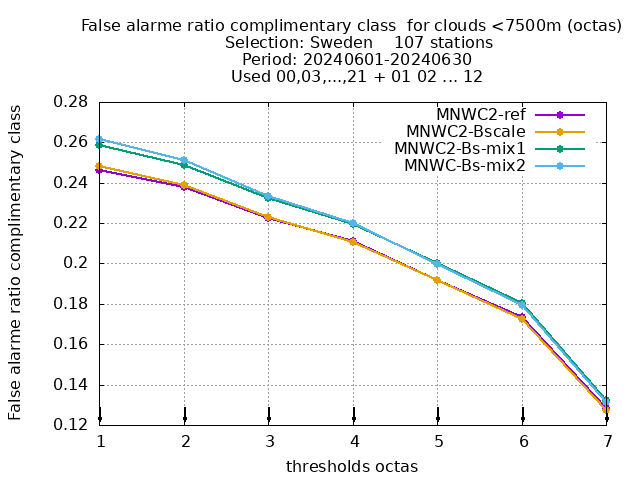 False alarme ratio complimentary class  for clouds <7500m (octas)
Selection: Sweden    107 stations
Period: 20240601-20240630
Used 00,03,...,21 + 01 02 ... 12
False alarme ratio complimentary class
0.28
0.26
0.24
0.22
0.2
0.18
0.16
0.14
0.12
MNWC2-ref
MNWC2-Bscale
MNWC2-Bs-mix1
MNWC-Bs-mix2
1 2 3 4 5 6 7
thresholds octas